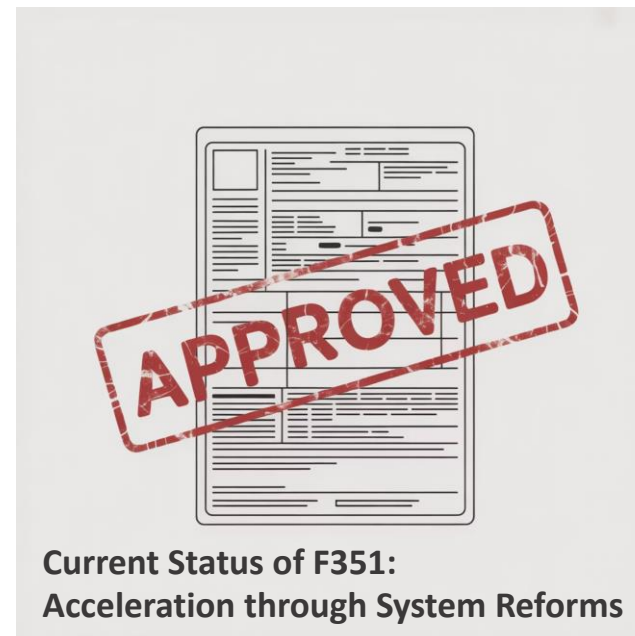 APPROVED
Current Status of F351:
Acceleration through System Reforms